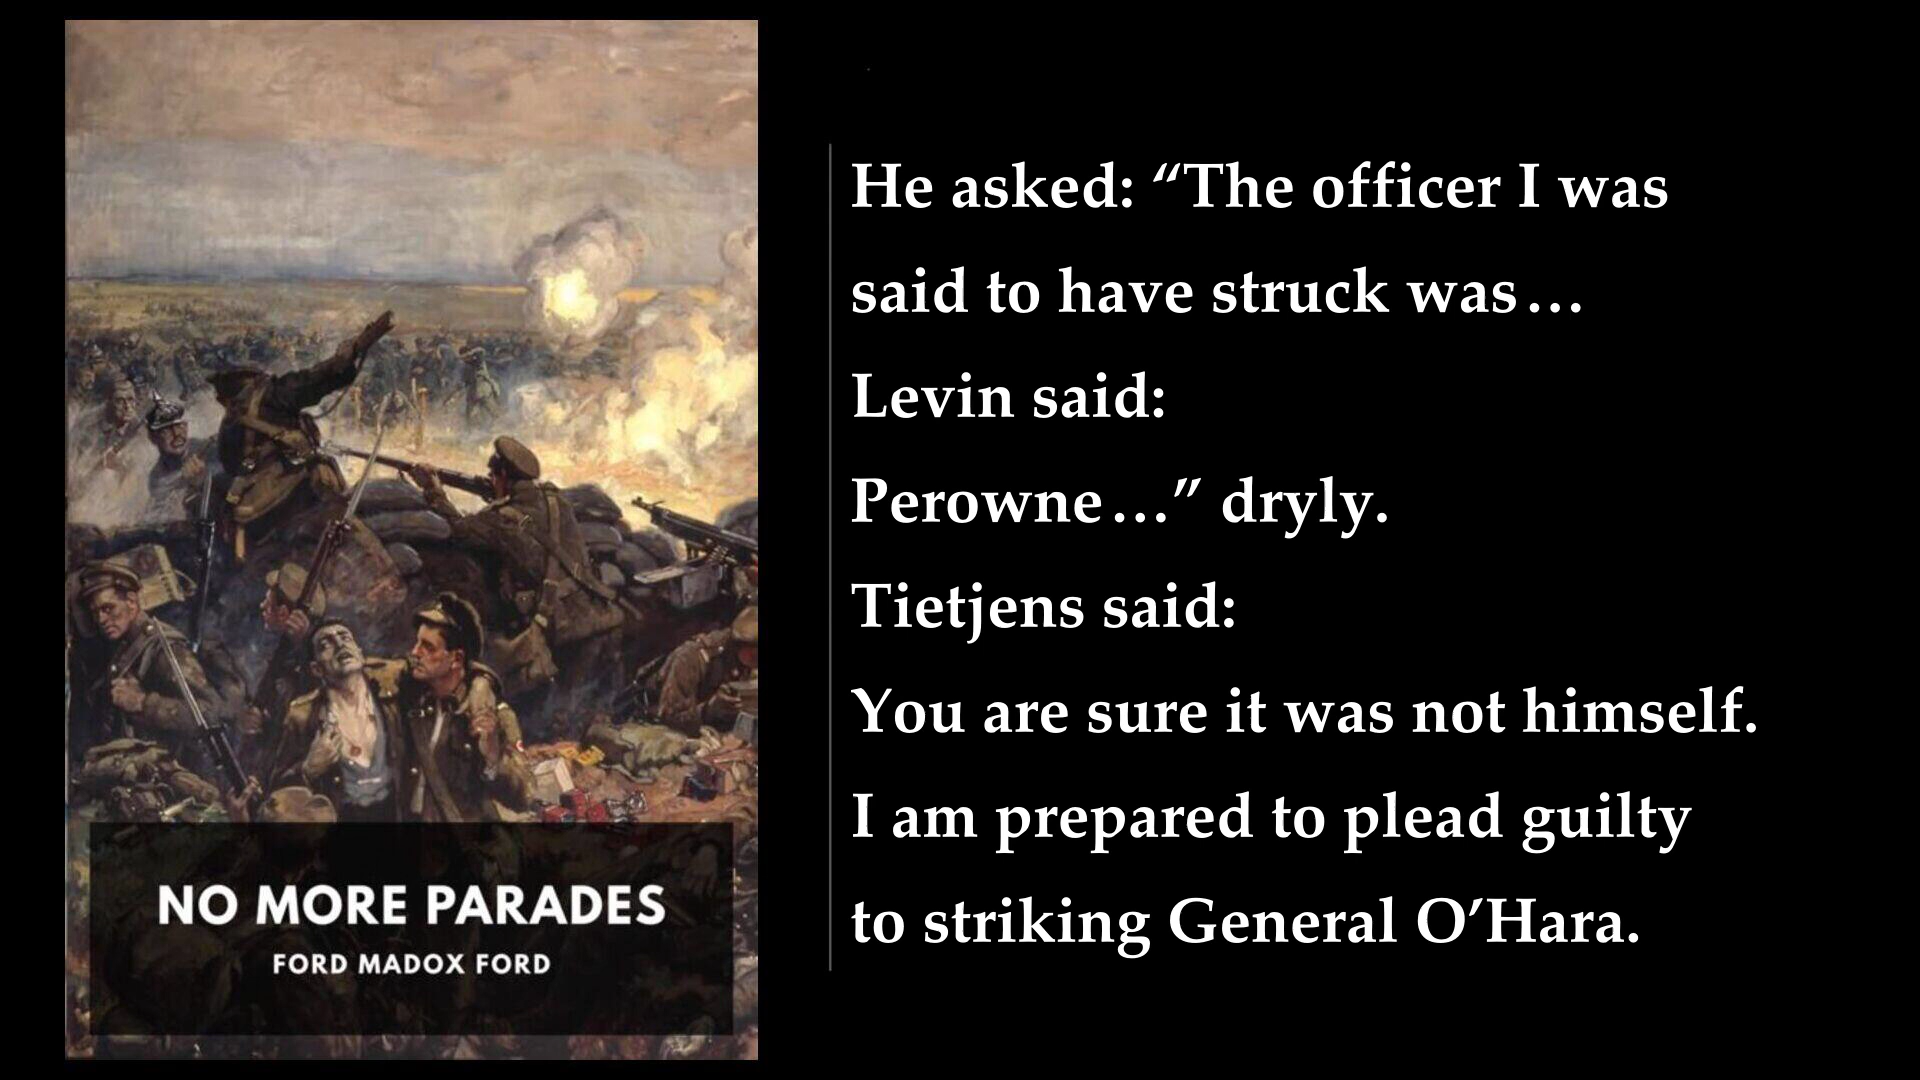 NO MORE PARADES
FORD MADOX FORD
He asked: “The officer I was
said to have struck was…
Levin said:
Perowne…” dryly.
Tietjens said:
You are sure it was not himself.
I am prepared to plead guilty
to striking General O’Hara.